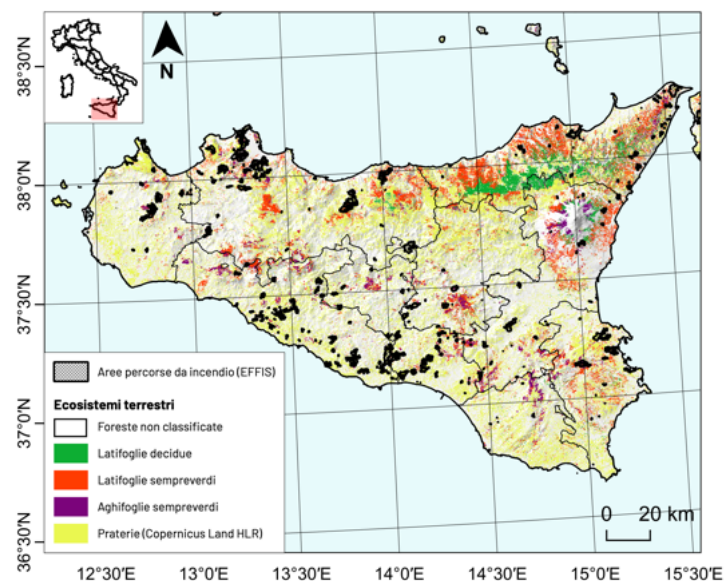 N
38°30'N
38°0'N
37°30'N
37°0'N
36°30'N
Aree percorse da incendio (EFFIS)
Ecosistemi terrestri
Foreste non classificate
Latifoglie decidue
Latifoglie sempreverdi
Aghifoglie sempreverdi
Praterie (Copernicus Land HLR)
0 20 km
12°30'E 13°0'E 13°30'E 14°0'E 14°30'E 15°0'E 15°30'E